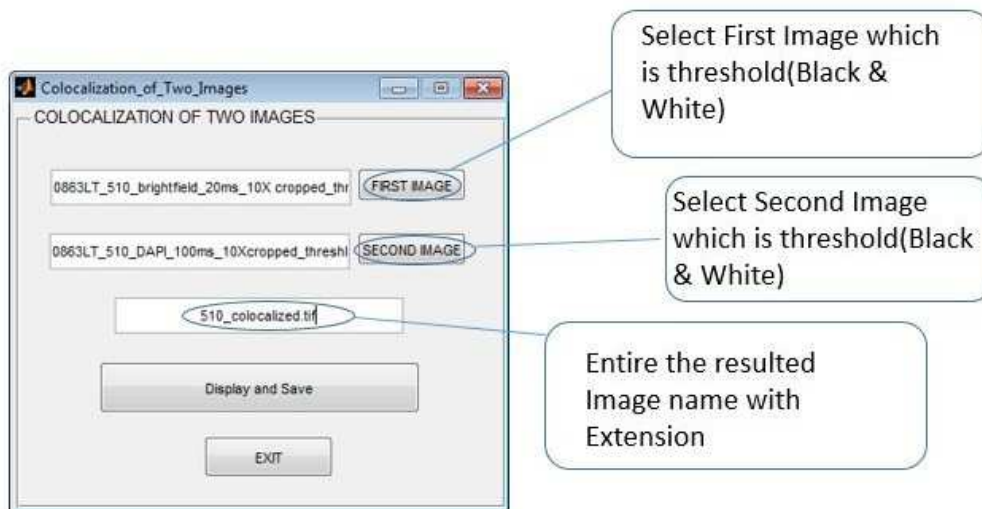 Select First Image which
is threshold(Black &
White)
Colocalization_of_Two_Images
COLOCALIZATION OF TWO IMAGES
0863LT_510_brightfield_20ms_10X cropped_thr
FIRST IMAGE
Select Second Image
which is threshold(Black
& White)
0863LT_510_DAPI_100ms_10Xcropped_threshl
SECOND IMAGE
510_colocalized.tif
Entire the resulted
Image name with
Extension
Display and Save
EXIT